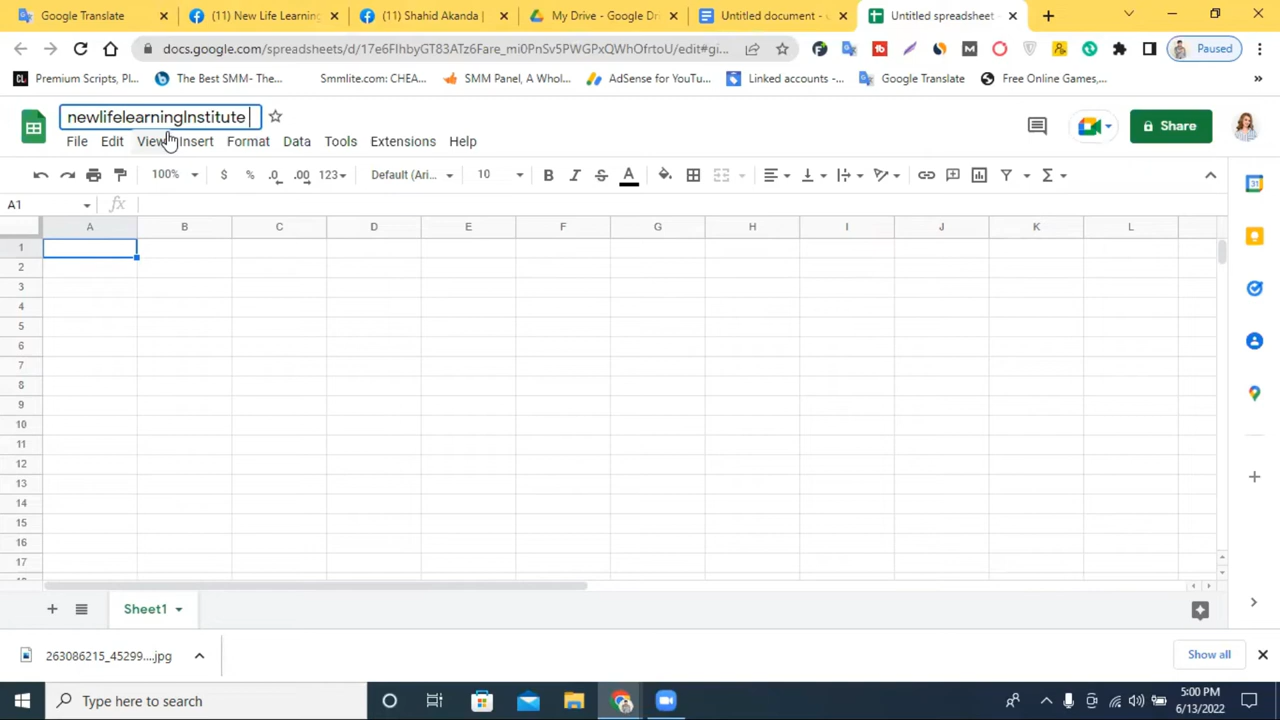 Google Translate
(11) New Life Learning
(11) Shahid Akanda |
My Drive - Google Dr
Untitled document - 
Untitled spreadsheet -
docs.google.com/spreadsheets/d/17e6FIhbyGT83ATz6Fare_mi0PnSv5PWGPxQWhOfrtoU/edit#gi...
Paused
Premium Scripts, Pl...
The Best SMM- The...
Smmlite.com: CHEA...
SMM Panel, A Whol...
AdSense for YouTu...
Linked accounts -...
Google Translate
Free Online Games,...
newlifelearningInstitute
File Edit View Insert Format Data Tools Extensions Help
Share
100% $ % .0 .00 123 Default (Ari... 10 B I S A
A1 fx
A B C D E F G H I J K L
1
2
3
4
5
6
7
8
9
10
11
12
13
14
15
16
17
Sheet1
263086215_45299....jpg
Show all
Type here to search
5:00 PM
6/13/2022